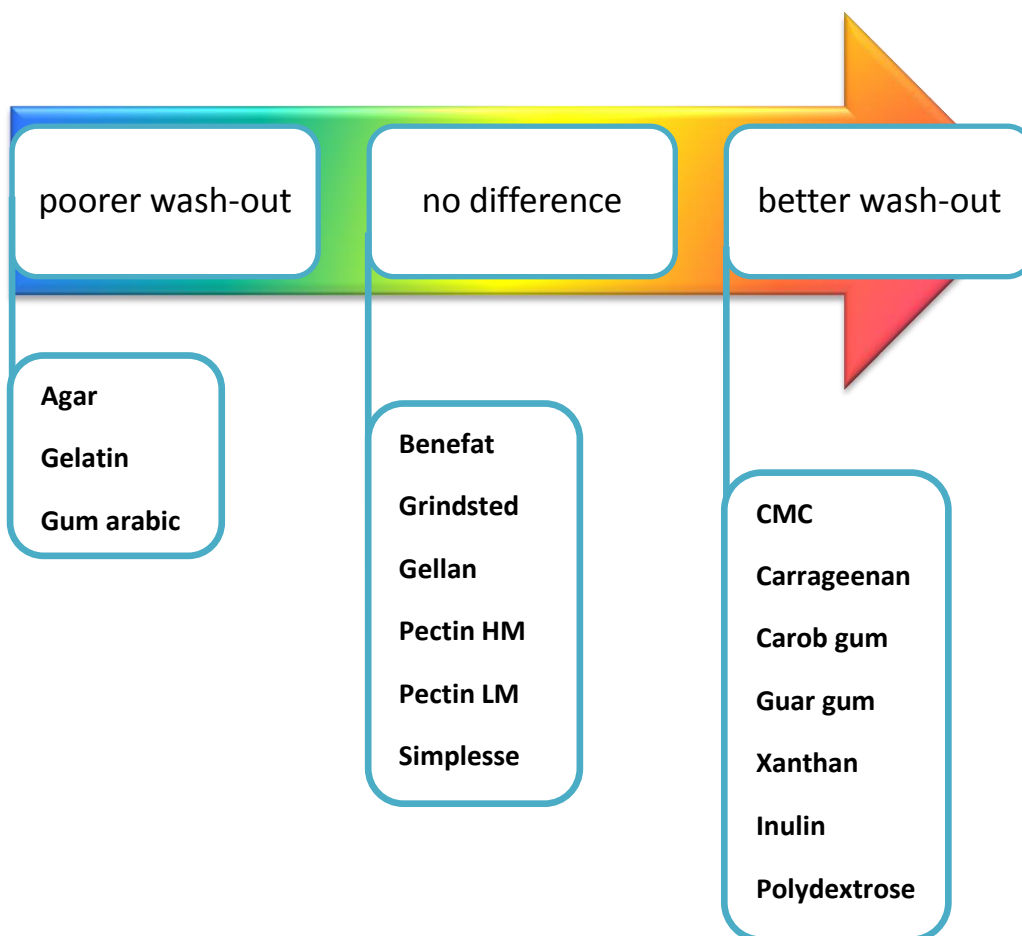 poorer wash-out
no difference
better wash-out
Agar
Gelatin
Gum arabic
Benefat
Grindsted
Gellan
Pectin HM
Pectin LM
Simplesse
CMC
Carrageenan
Carob gum
Guar gum
Xanthan
Inulin
Polydextrose